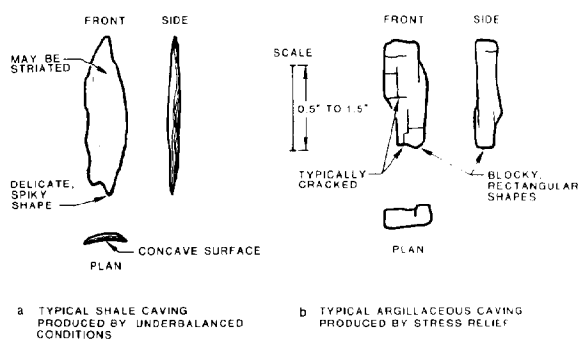 FRONT SIDE
MAY BE
STRIATED
DELICATE,
SPIKY
SHAPE
CONCAVE SURFACE
PLAN
a TYPICAL SHALE CAVING
PRODUCED BY UNDERBALANCED
CONDITIONS
FRONT SIDE
SCALE
0.5" TO 1.5"
TYPICALLY
CRACKED
BLOCKY,
RECTANGULAR
SHAPES
PLAN
b TYPICAL ARGILLACEOUS CAVING
PRODUCED BY STRESS RELIEF